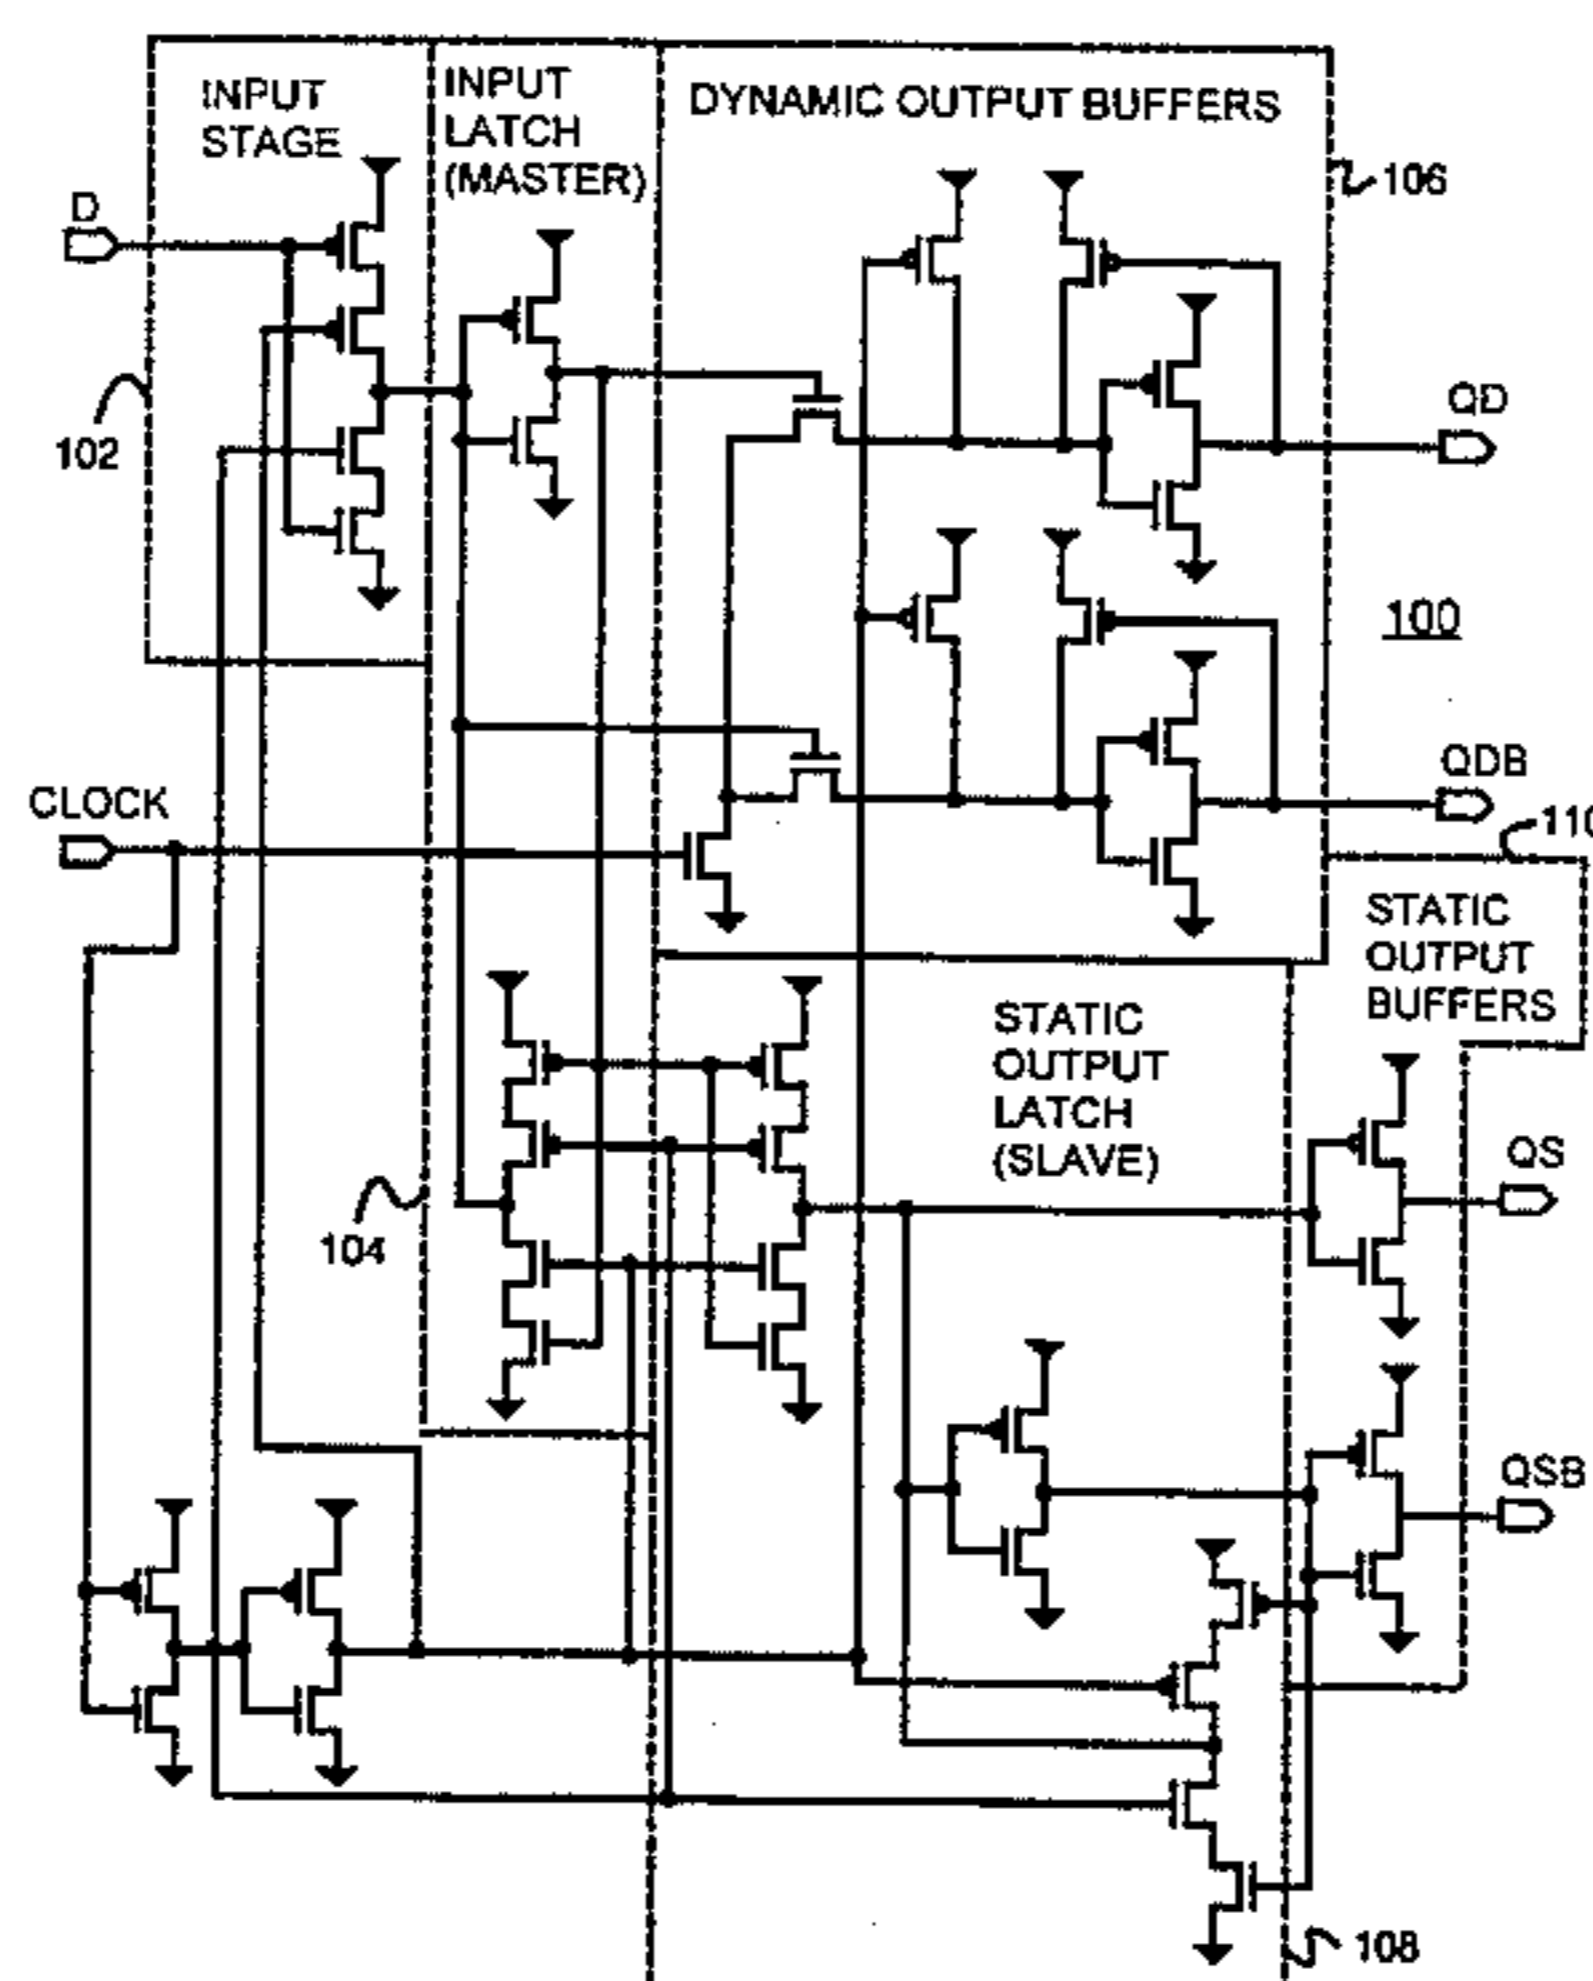 INPUT
STAGE
INPUT
LATCH
(MASTER)
DYNAMIC OUTPUT BUFFERS
106
D
102
QD
100
QDB
CLOCK
110
STATIC
OUTPUT
BUFFERS
STATIC
OUTPUT
LATCH
(SLAVE)
QS
104
QSB
108